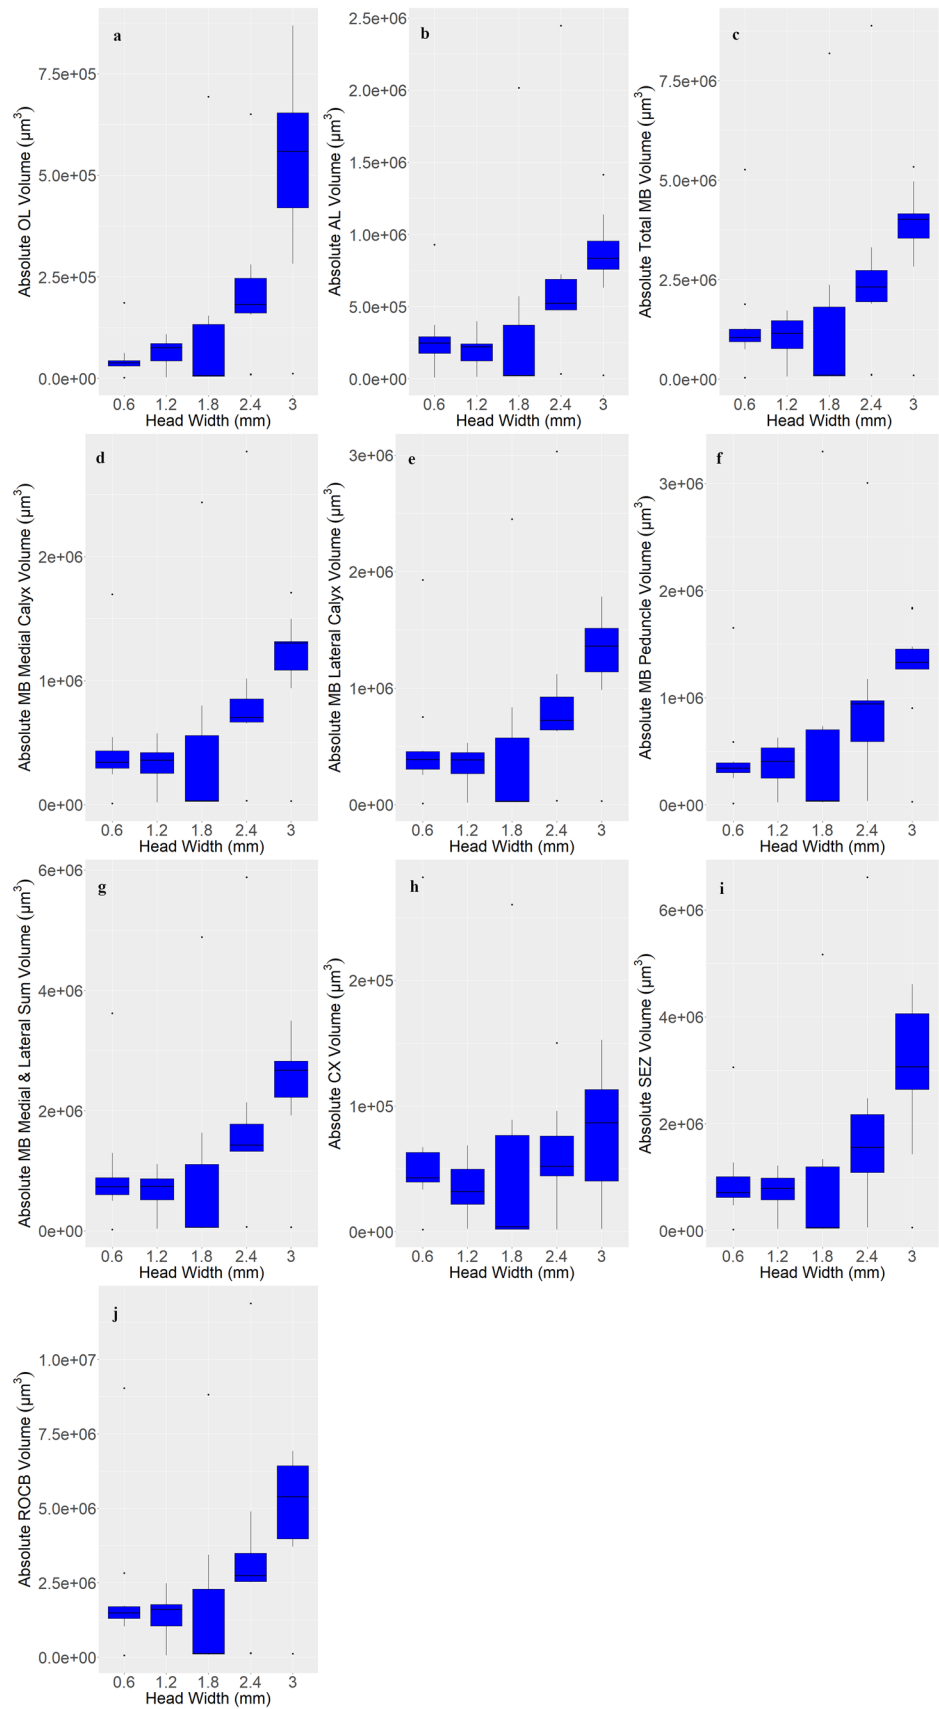 a
Absolute OL Volume (μm³)
7.5e+05
5.0e+05
2.5e+05
0.0e+00
0.6 1.2 1.8 2.4 3
Head Width (mm)
b
Absolute AL Volume (μm³)
2.5e+06
2.0e+06
1.5e+06
1.0e+06
5.0e+05
0.0e+00
0.6 1.2 1.8 2.4 3
Head Width (mm)
c
Absolute Total MB Volume (μm³)
7.5e+06
5.0e+06
2.5e+06
0.0e+00
0.6 1.2 1.8 2.4 3
Head Width (mm)
d
Absolute MB Medial Calyx Volume (μm³)
2e+06
1e+06
0e+00
0.6 1.2 1.8 2.4 3
Head Width (mm)
e
Absolute MB Lateral Calyx Volume (μm³)
3e+06
2e+06
1e+06
0e+00
0.6 1.2 1.8 2.4 3
Head Width (mm)
f
Absolute MB Peduncle Volume (μm³)
3e+06
2e+06
1e+06
0e+00
0.6 1.2 1.8 2.4 3
Head Width (mm)
g
Absolute MB Medial & Lateral Sum Volume (μm³)
6e+06
4e+06
2e+06
0e+00
0.6 1.2 1.8 2.4 3
Head Width (mm)
h
Absolute CX Volume (μm³)
2e+05
1e+05
0e+00
0.6 1.2 1.8 2.4 3
Head Width (mm)
i
Absolute SEZ Volume (μm³)
6e+06
4e+06
2e+06
0e+00
0.6 1.2 1.8 2.4 3
Head Width (mm)
j
Absolute ROCB Volume (μm³)
1.0e+07
7.5e+06
5.0e+06
2.5e+06
0.0e+00
0.6 1.2 1.8 2.4 3
Head Width (mm)